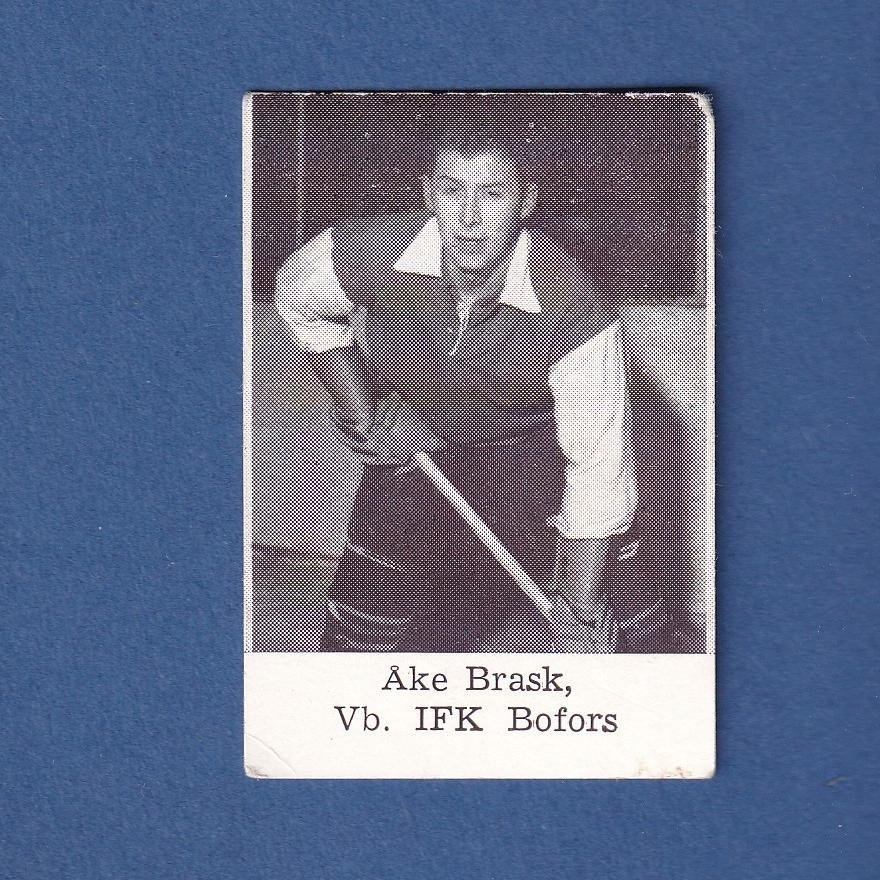 Åke Brask,
Vb. IFK Bofors